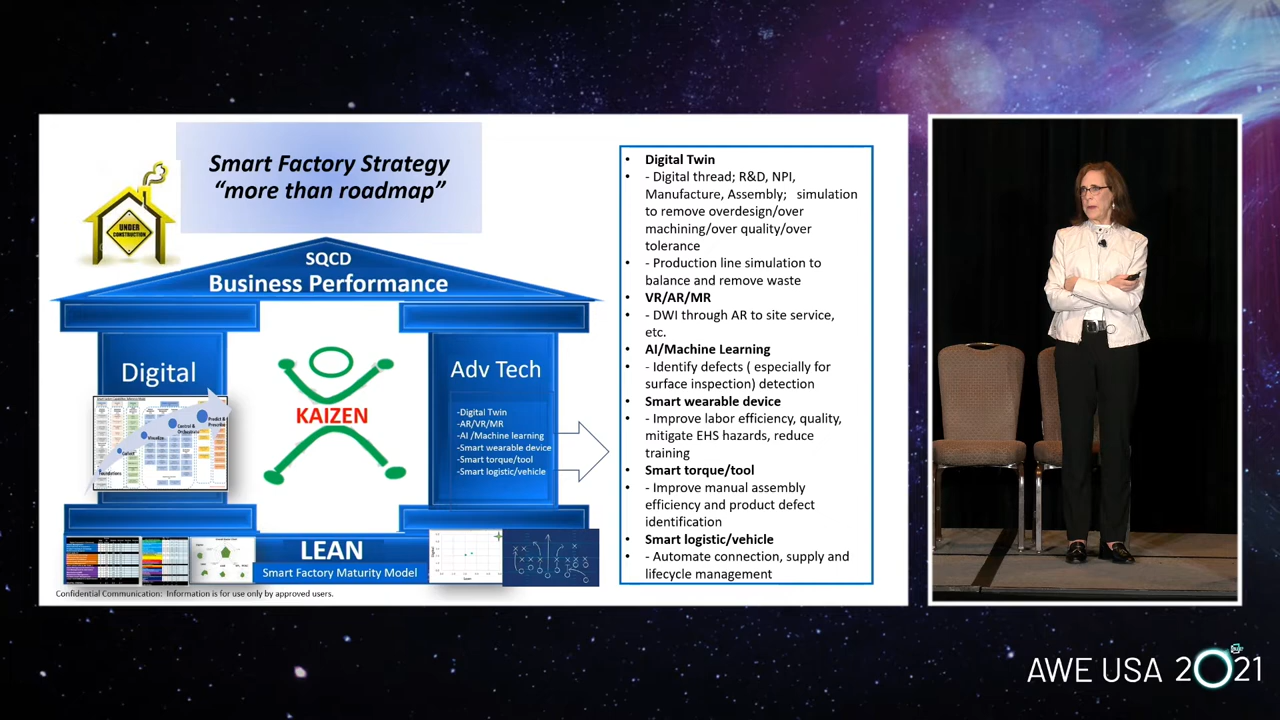 Smart Factory Strategy
“more than roadmap”
UNDER
CONSTRUCTION
SQCD
Business Performance
Digital
Predict &
Prescribe
Control &
Orchestrate
Visualize
Foundations
KAIZEN
Adv Tech
-Digital Twin
-AR/VR/MR
-AI /Machine learning
-Smart wearable device
-Smart torque/tool
-Smart logistic/vehicle
LEAN
Smart Factory Maturity Model
Confidential Communication: Information is for use only by approved users.
• Digital Twin
• - Digital thread; R&D, NPI,
Manufacture, Assembly; simulation
to remove overdesign/over
machining/over quality/over
tolerance
• - Production line simulation to
balance and remove waste
• VR/AR/MR
• - DWI through AR to site service,
etc.
• AI/Machine Learning
• - Identify defects ( especially for
surface inspection) detection
• Smart wearable device
• - Improve labor efficiency, quality,
mitigate EHS hazards, reduce
training
• Smart torque/tool
• - Improve manual assembly
efficiency and product defect
identification
• Smart logistic/vehicle
• - Automate connection, supply and
lifecycle management
AWE USA 2021